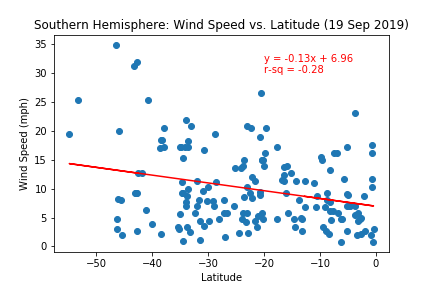 Southern Hemisphere: Wind Speed vs. Latitude (19 Sep 2019)
y = -0.13x + 6.96
r-sq = -0.28
Wind Speed (mph)
35
30
25
20
15
10
5
0
−50
−40
−30
−20
−10
0
Latitude